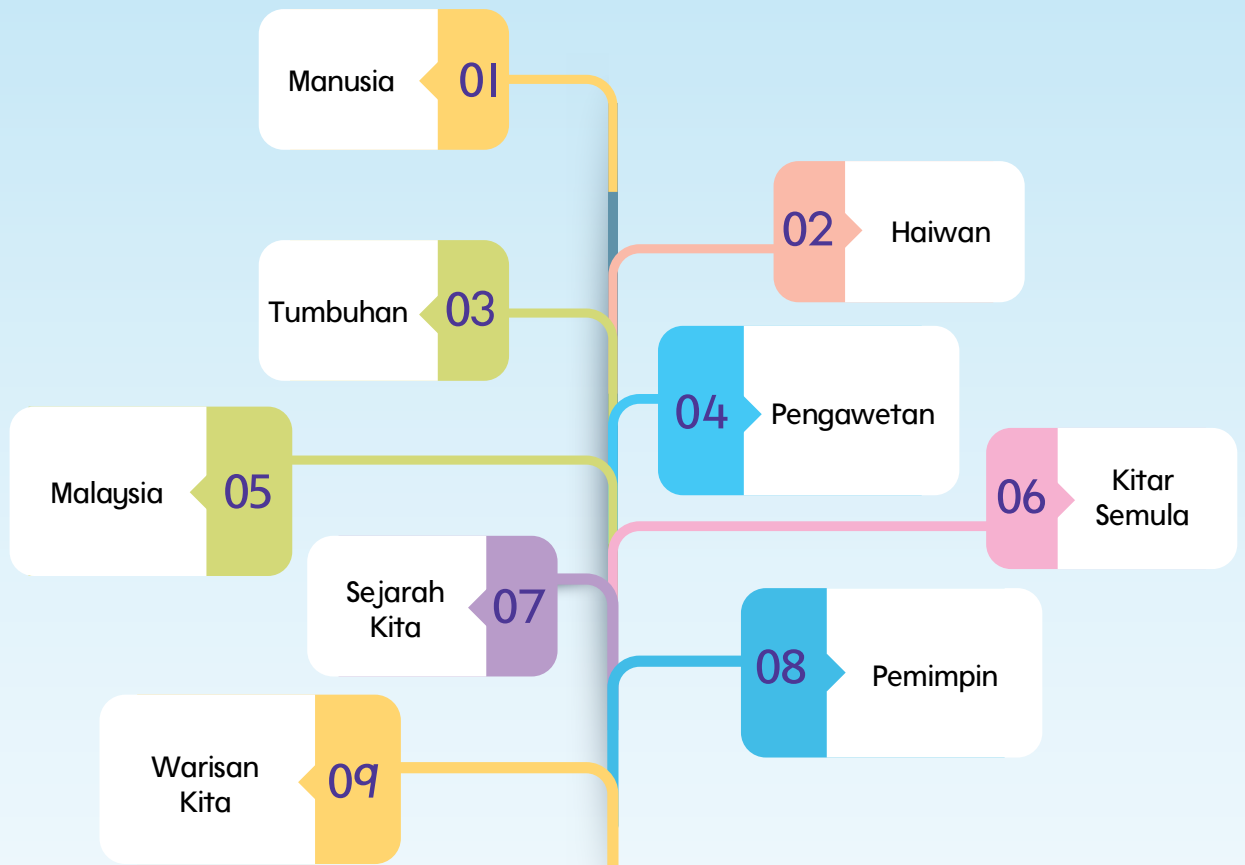 Manusia
01
02
Haiwan
Tumbuhan
03
04
Pengawetan
Malaysia
05
06
Kitar
Semula
Sejarah
Kita
07
08
Pemimpin
Warisan
Kita
09